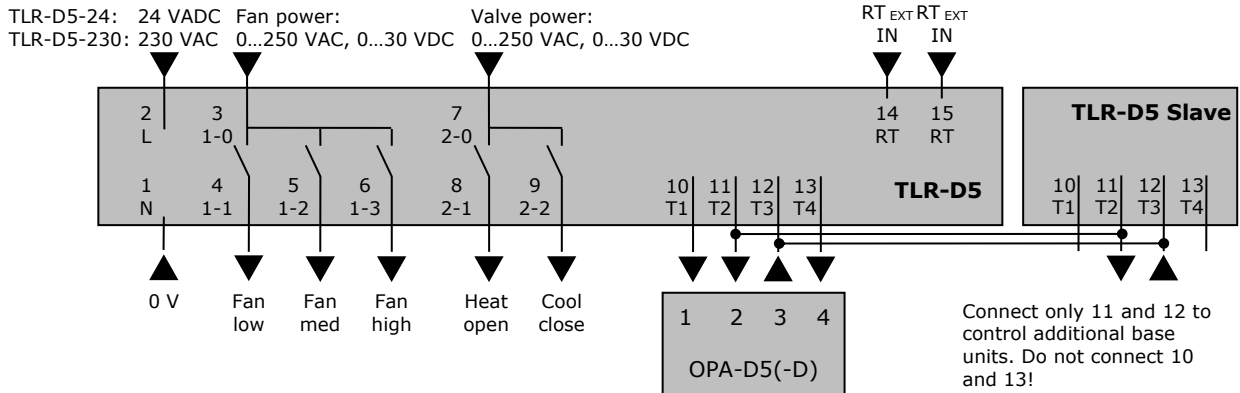 TLR-D5-24: 24 VADC Fan power: Valve power: RT EXT RT EXT
TLR-D5-230: 230 VAC 0...250 VAC, 0...30 VDC 0...250 VAC, 0...30 VDC IN IN
2 3 7 14 15 TLR-D5 Slave
L 1-0 2-0 RT RT
1 4 5 6 8 9 10 11 12 13 TLR-D5 10 11 12 13
N 1-1 1-2 1-3 2-1 2-2 T1 T2 T3 T4 T1 T2 T3 T4
0 V Fan Fan Fan Heat Cool
low med high open close
1 2 3 4
OPA-D5(-D)
Connect only 11 and 12 to
control additional base
units. Do not connect 10
and 13!